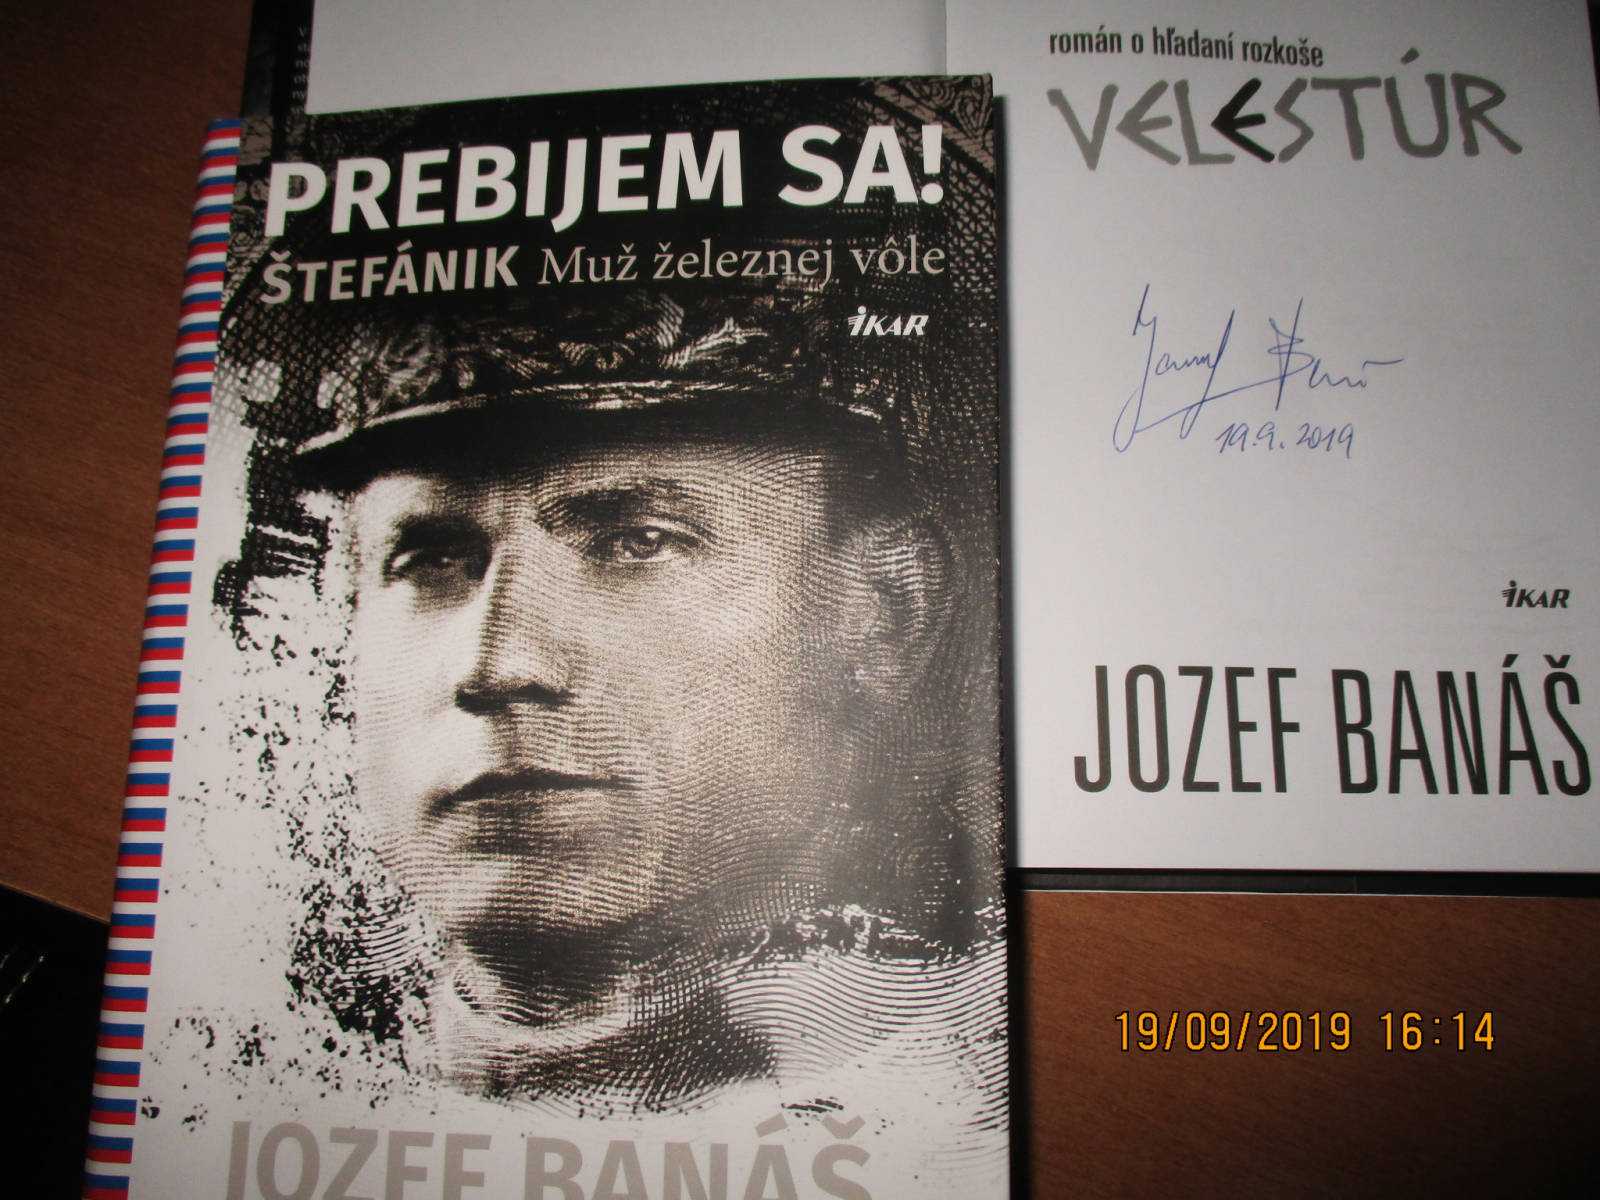 PREBIJEM SA!
ŠTEFÁNIK Muž železnej vôle
iKAR
JOZEF BANÁŠ
román o hľadaní rozkoše
VELESTÚR
19.9.2019
iKAR
JOZEF BANÁŠ
19/09/2019 16:14